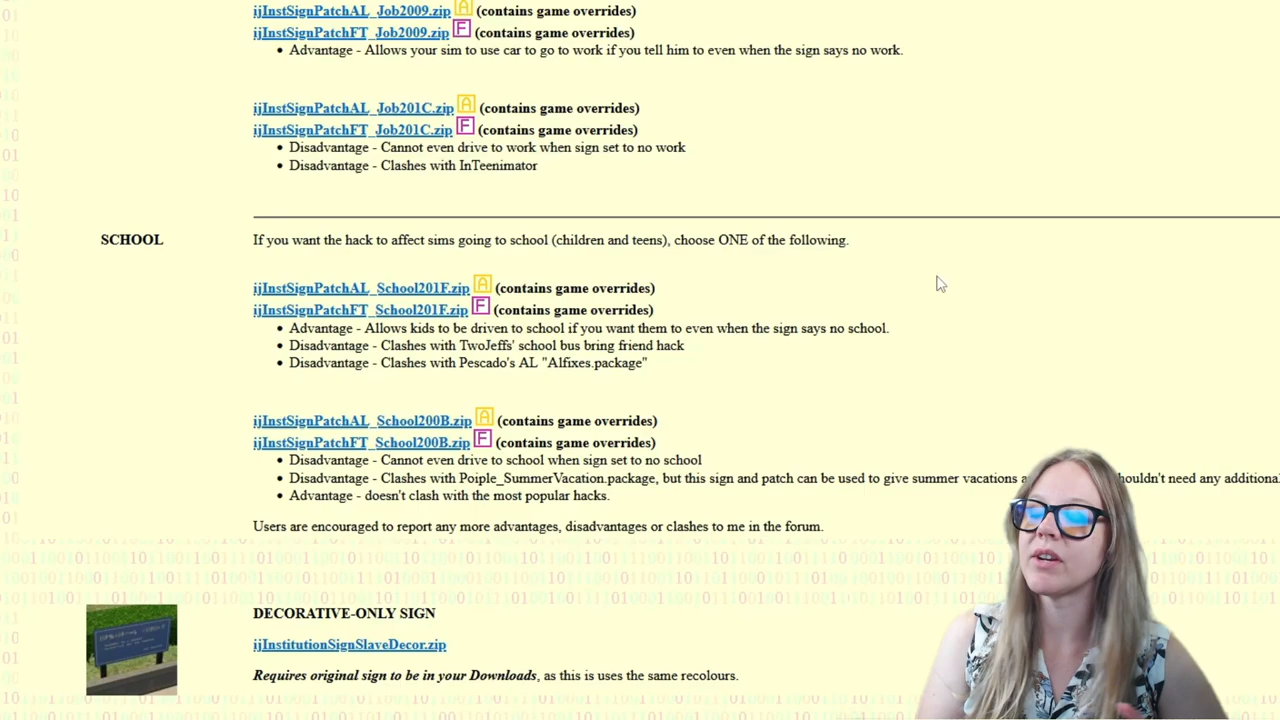 ijInstSignPatchAL_Job2009.zip A (contains game overrides)
ijInstSignPatchFT_Job2009.zip F (contains game overrides)
• Advantage - Allows your sim to use car to go to work if you tell him to even when the sign says no work.
ijInstSignPatchAL_Job201C.zip A (contains game overrides)
ijInstSignPatchFT_Job201C.zip F (contains game overrides)
• Disadvantage - Cannot even drive to work when sign set to no work
• Disadvantage - Clashes with InTeenimator
SCHOOL
If you want the hack to affect sims going to school (children and teens), choose ONE of the following.
ijInstSignPatchAL_School201F.zip A (contains game overrides)
ijInstSignPatchFT_School201F.zip F (contains game overrides)
• Advantage - Allows kids to be driven to school if you want them to even when the sign says no school.
• Disadvantage - Clashes with TwoJeffs' school bus bring friend hack
• Disadvantage - Clashes with Pescado's AL "Alfixes.package"
ijInstSignPatchAL_School200B.zip A (contains game overrides)
ijInstSignPatchFT_School200B.zip F (contains game overrides)
• Disadvantage - Cannot even drive to school when sign set to no school
• Disadvantage - Clashes with Poiple_SummerVacation.package, but this sign and patch can be used to give summer vacations need any additional
• Advantage - doesn't clash with the most popular hacks.
Users are encouraged to report any more advantages, disadvantages or clashes to me in the forum.
DECORATIVE-ONLY SIGN
ijInstitutionSignSlaveDecor.zip
Requires original sign to be in your Downloads, as this is uses the same recolours.